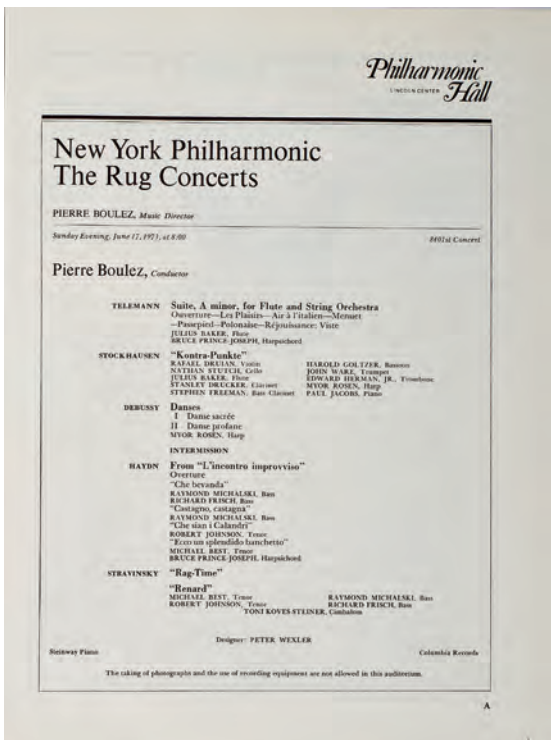 Philharmonic
LINCOLN CENTER Hall
New York Philharmonic
The Rug Concerts
PIERRE BOULEZ, Music Director
Sunday Evening, June 17, 1973, at 8:00 8401st Concert
Pierre Boulez, Conductor
TELEMANN Suite, A minor, for Flute and String Orchestra
Ouverture—Les Plaisirs—Air à l'italien—Menuet
—Passepied—Polonaise—Réjouissance: Viste
JULIUS BAKER, Flute
BRUCE PRINCE-JOSEPH, Harpsichord
STOCKHAUSEN "Kontra-Punkte"
RAFAEL DRUIAN, Violin HAROLD GOLTZER, Bassoon
NATHAN STUTCH, Cello JOHN WARE, Trumpet
JULIUS BAKER, Flute EDWARD HERMAN, JR., Trombone
STANLEY DRUCKER, Clarinet MYOR ROSEN, Harp
STEPHEN FREEMAN, Bass Clarinet PAUL JACOBS, Piano
DEBUSSY Danses
I Danse sacrée
II Danse profane
MYOR ROSEN, Harp
INTERMISSION
HAYDN From "L'incontro improvviso"
Overture
"Che bevanda"
RAYMOND MICHALSKI, Bass
RICHARD FRISCH, Bass
"Castagno, castagna"
RAYMOND MICHALSKI, Bass
"Che sian i Calandri"
ROBERT JOHNSON, Tenor
"Ecco un splendido banchetto"
MICHAEL BEST, Tenor
BRUCE PRINCE-JOSEPH, Harpsichord
STRAVINSKY "Rag-Time"
"Renard"
MICHAEL BEST, Tenor RAYMOND MICHALSKI, Bass
ROBERT JOHNSON, Tenor RICHARD FRISCH, Bass
TONI KOVES-STEINER, Cimbalom
Designer: PETER WEXLER
Steinway Piano Columbia Records
The taking of photographs and the use of recording equipment are not allowed in this auditorium.
A